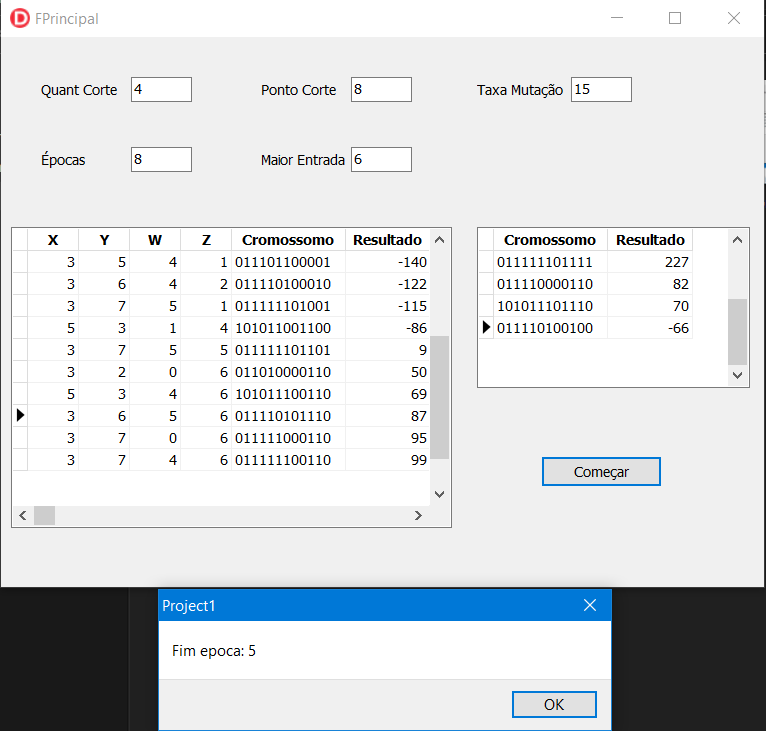 FPrincipal
Quant Corte 4 Ponto Corte 8 Taxa Mutação 15
Épocas 8 Maior Entrada 6
X Y W Z Cromossomo Resultado
3 5 4 1 011101100001 -140
3 6 4 2 011110100010 -122
3 7 5 1 011111101001 -115
5 3 1 4 101011001100 -86
3 7 5 5 011111101101 9
3 2 0 6 011010000110 50
5 3 4 6 101011100110 69
3 6 5 6 011110101110 87
3 7 0 6 011111000110 95
3 7 4 6 011111100110 99
Cromossomo Resultado
011111101111 227
011110000110 82
101011101110 70
011110100100 -66
Começar
Project1
Fim epoca: 5
OK